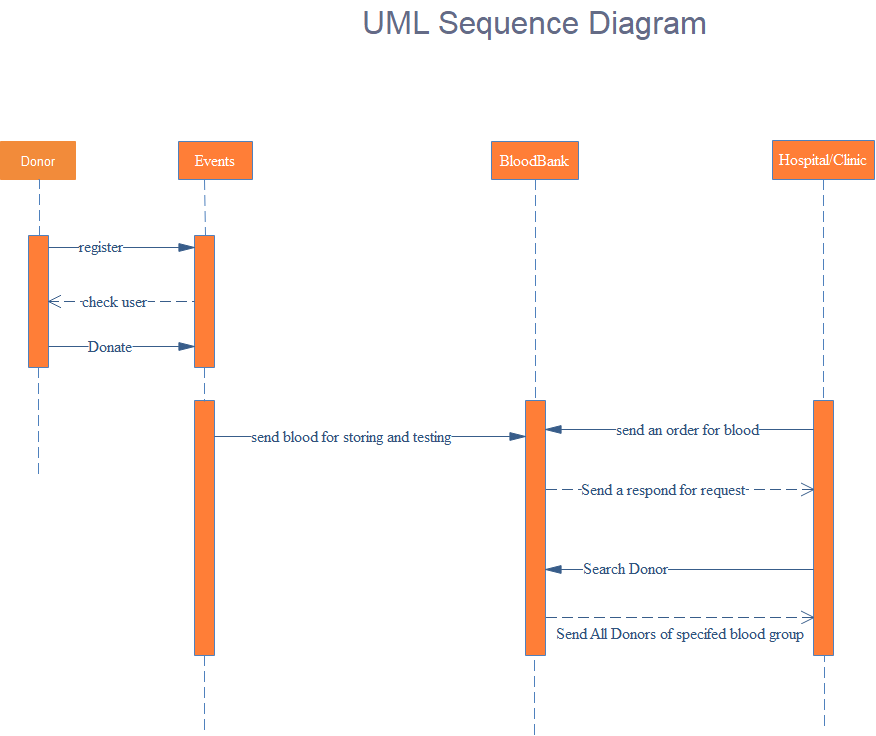 UML Sequence Diagram
Donor
Events
BloodBank
Hospital/Clinic
register
check user
Donate
send an order for blood
send blood for storing and testing
Send a respond for request
Search Donor
Send All Donors of specifed blood group